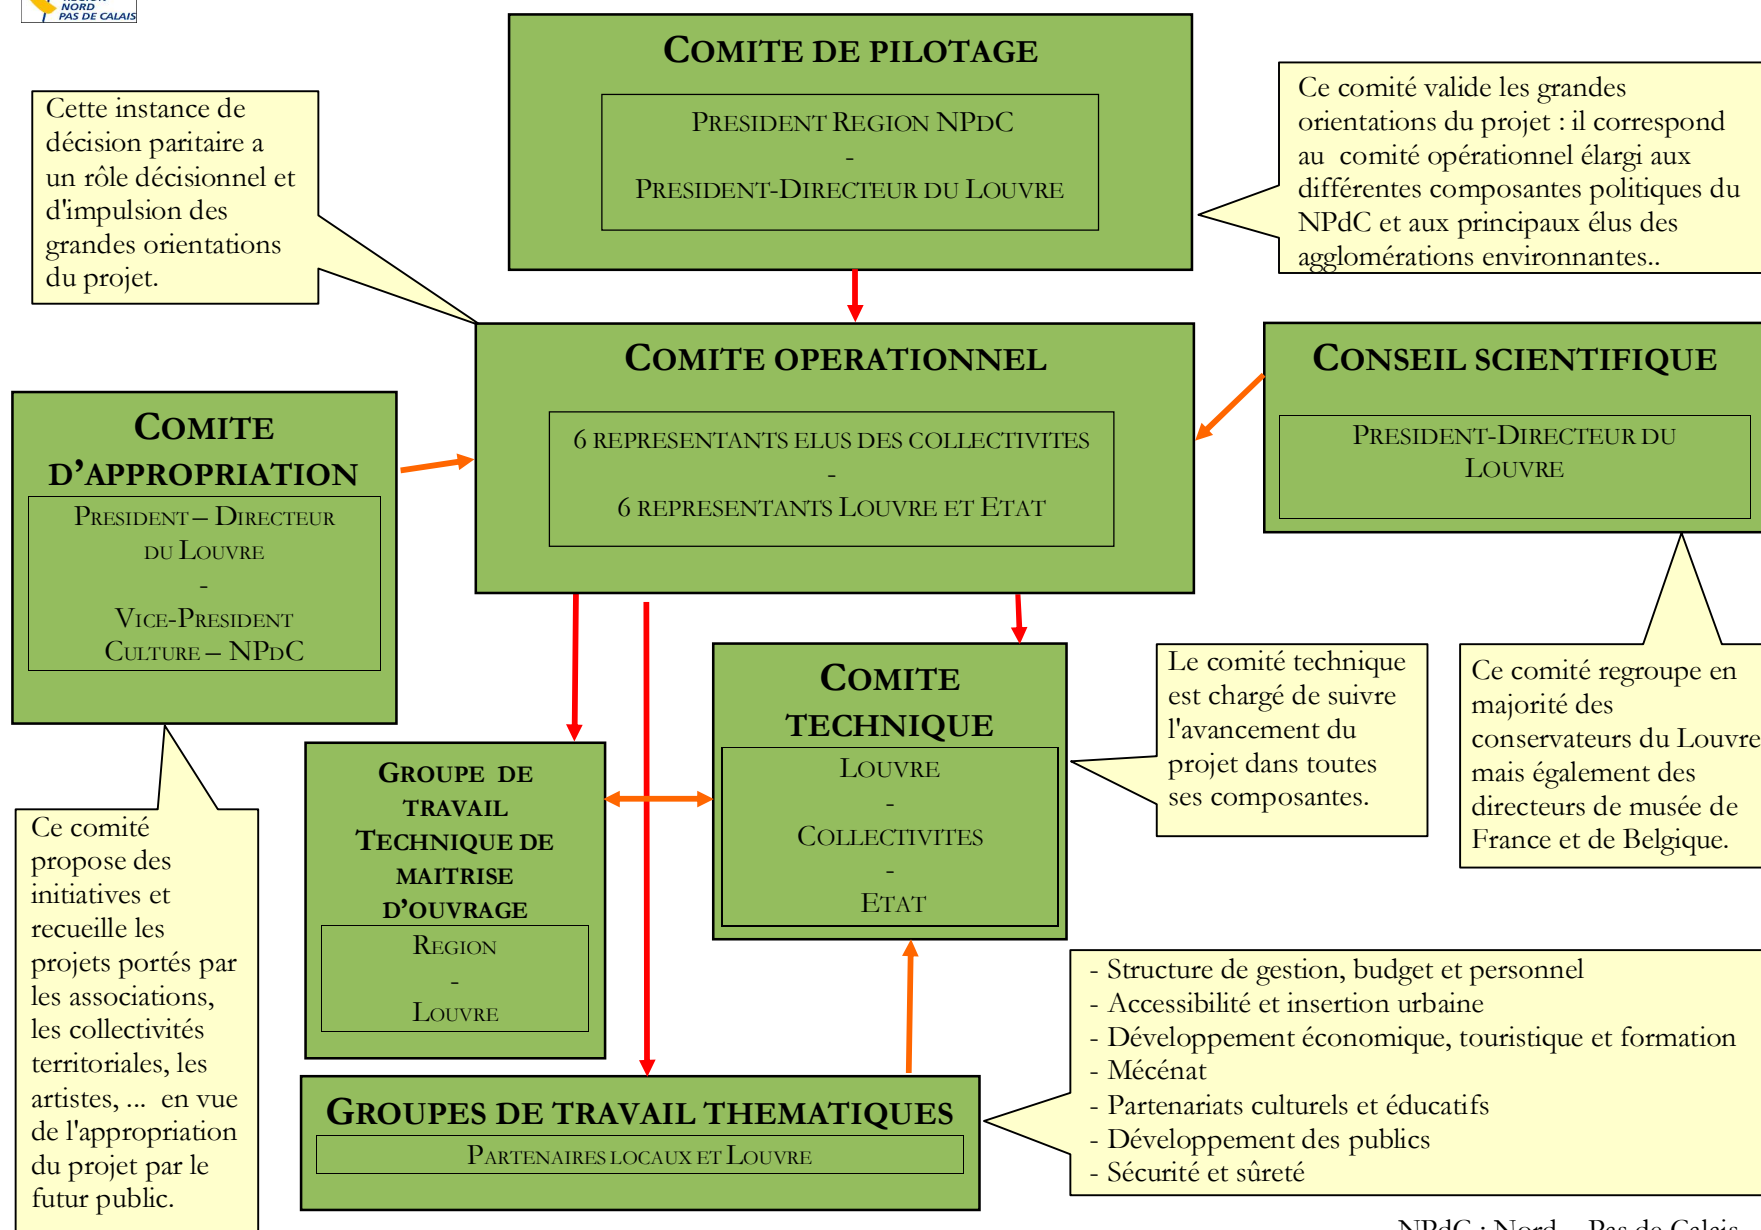 REGION
NORD
PAS DE CALAIS
COMITE DE PILOTAGE
PRESIDENT REGION NPDC
-
PRESIDENT-DIRECTEUR DU LOUVRE
Cette instance de
décision paritaire a
un rôle décisionnel et
d'impulsion des
grandes orientations
du projet.
Ce comité valide les grandes
orientations du projet : il correspond
au comité opérationnel élargi aux
différentes composantes politiques du
NPdC et aux principaux élus des
agglomérations environnantes..
COMITE OPERATIONNEL
6 REPRESENTANTS ELUS DES COLLECTIVITES
-
6 REPRESENTANTS LOUVRE ET ETAT
CONSEIL SCIENTIFIQUE
PRESIDENT-DIRECTEUR DU
LOUVRE
COMITE
D’APPROPRIATION
PRESIDENT – DIRECTEUR
DU LOUVRE
-
VICE-PRESIDENT
CULTURE – NPDC
COMITE
TECHNIQUE
LOUVRE
-
COLLECTIVITES
-
ETAT
Le comité technique
est chargé de suivre
l'avancement du
projet dans toutes
ses composantes.
Ce comité regroupe en
majorité des
conservateurs du Louvre
mais également des
directeurs de musée de
France et de Belgique.
GROUPE DE
TRAVAIL
TECHNIQUE DE
MAITRISE
D’OUVRAGE
REGION
-
LOUVRE
Ce comité
propose des
initiatives et
recueille les
projets portés par
les associations,
les collectivités
territoriales, les
artistes, ... en vue
de l'appropriation
du projet par le
futur public.
GROUPES DE TRAVAIL THEMATIQUES
PARTENAIRES LOCAUX ET LOUVRE
- Structure de gestion, budget et personnel
- Accessibilité et insertion urbaine
- Développement économique, touristique et formation
- Mécénat
- Partenariats culturels et éducatifs
- Développement des publics
- Sécurité et sûreté
NPdC : Nord – Pas de Calais